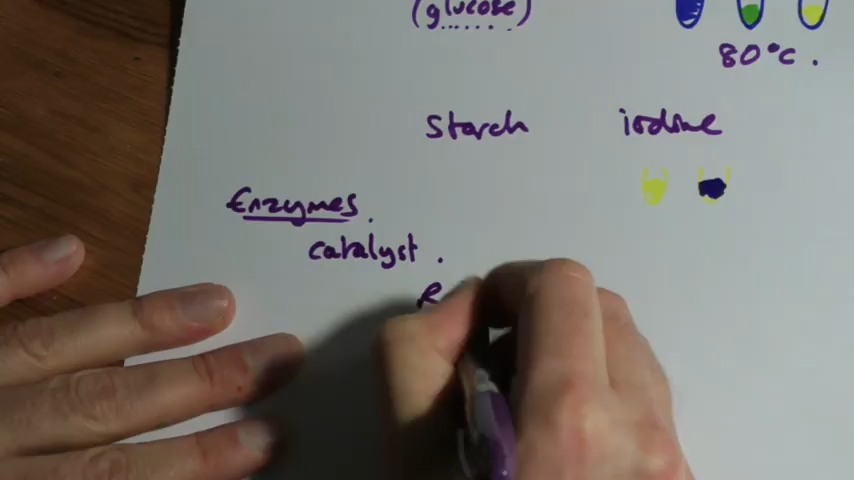 (glucose)
80°C.
starch iodine
Enzymes.
catalyst.